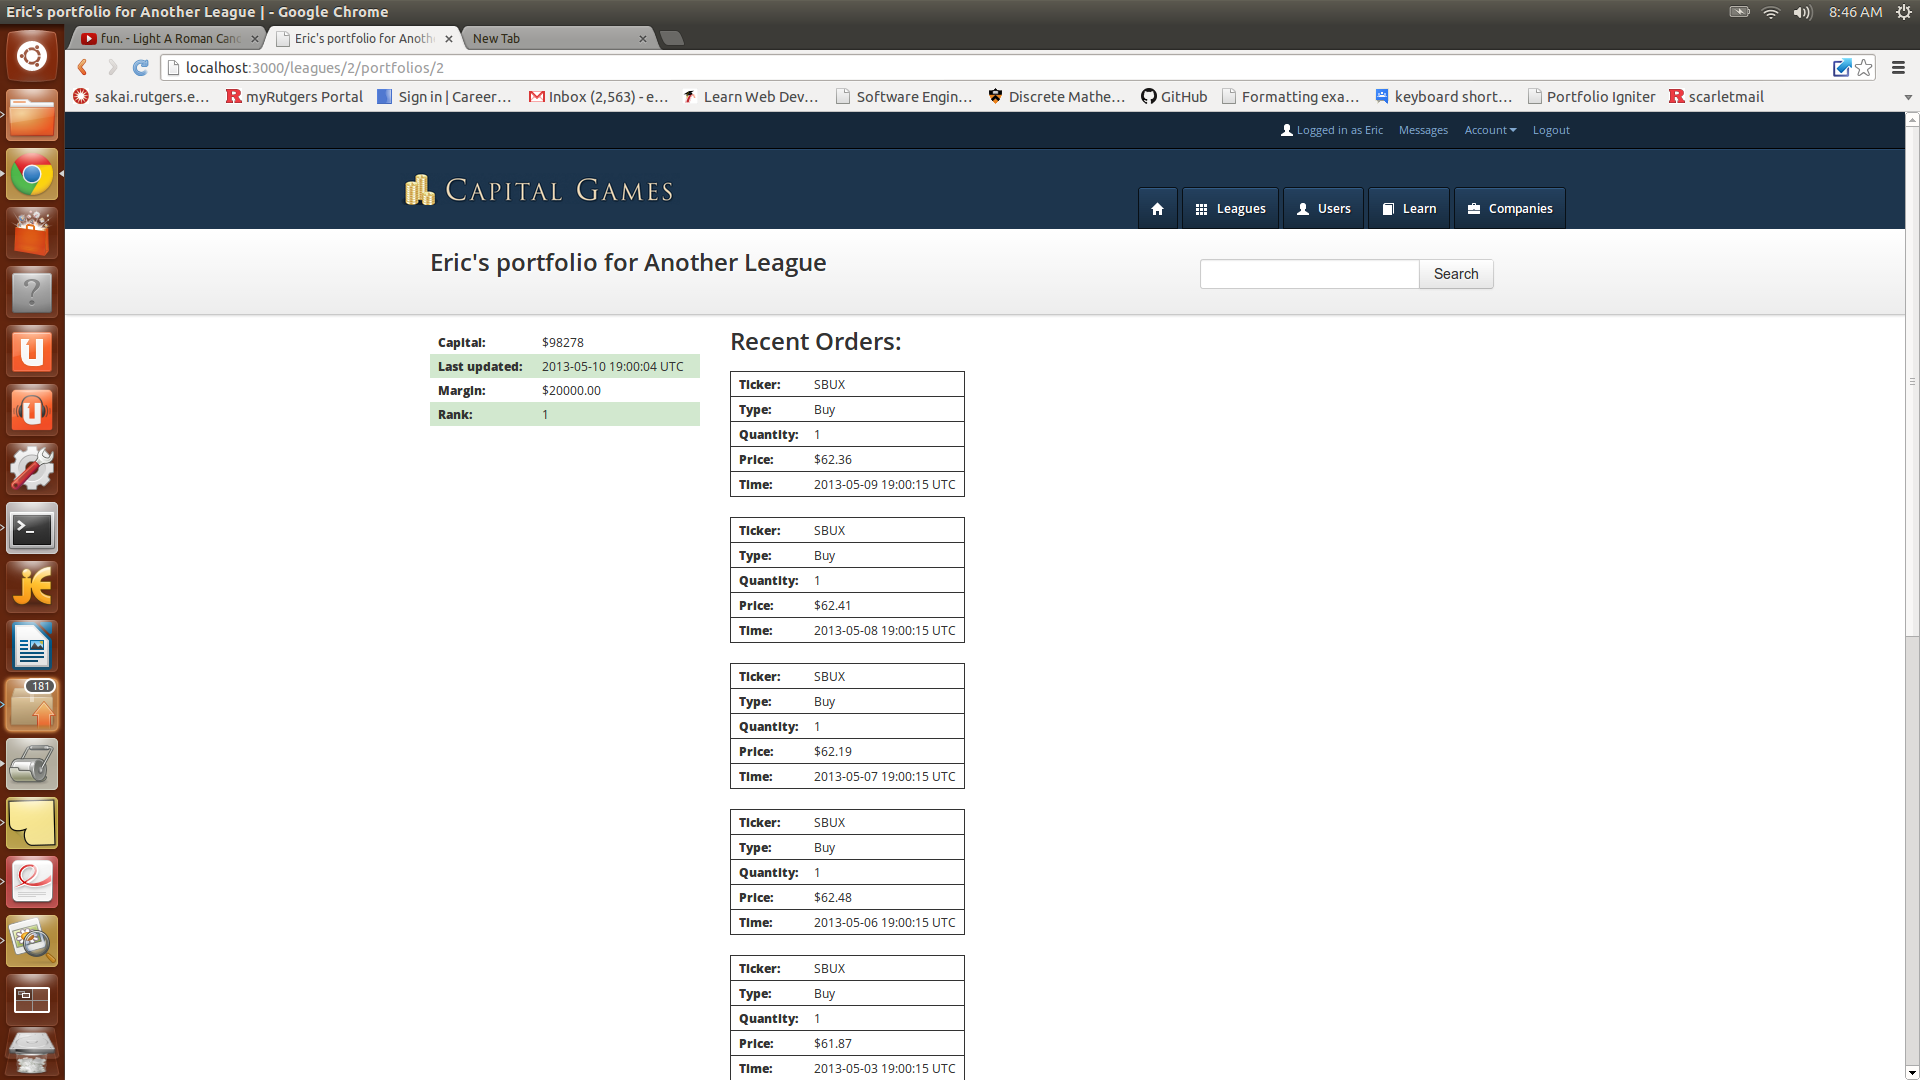 Eric's portfolio for Another League | - Google Chrome
8:46 AM
fun. - Light A Roman Canc
Eric's portfolio for Anoth
New Tab
localhost:3000/leagues/2/portfolios/2
sakai.rutgers.e...
myRutgers Portal
Sign in | Career...
Inbox (2,563) - e...
Learn Web Dev...
Software Engin...
Discrete Mathe...
GitHub
Formatting exa...
keyboard short...
Portfolio Igniter
scarletmail
Logged in as Eric
Messages
Account
Logout
CAPITAL GAMES
Leagues
Users
Learn
Companies
Eric's portfolio for Another League
Search
Capital: $98278
Last updated: 2013-05-10 19:00:04 UTC
Margin: $20000.00
Rank: 1
Recent Orders:
Ticker: SBUX
Type: Buy
Quantity: 1
Price: $62.36
Time: 2013-05-09 19:00:15 UTC
Ticker: SBUX
Type: Buy
Quantity: 1
Price: $62.41
Time: 2013-05-08 19:00:15 UTC
Ticker: SBUX
Type: Buy
Quantity: 1
Price: $62.19
Time: 2013-05-07 19:00:15 UTC
Ticker: SBUX
Type: Buy
Quantity: 1
Price: $62.48
Time: 2013-05-06 19:00:15 UTC
Ticker: SBUX
Type: Buy
Quantity: 1
Price: $61.87
Time: 2013-05-03 19:00:15 UTC
181